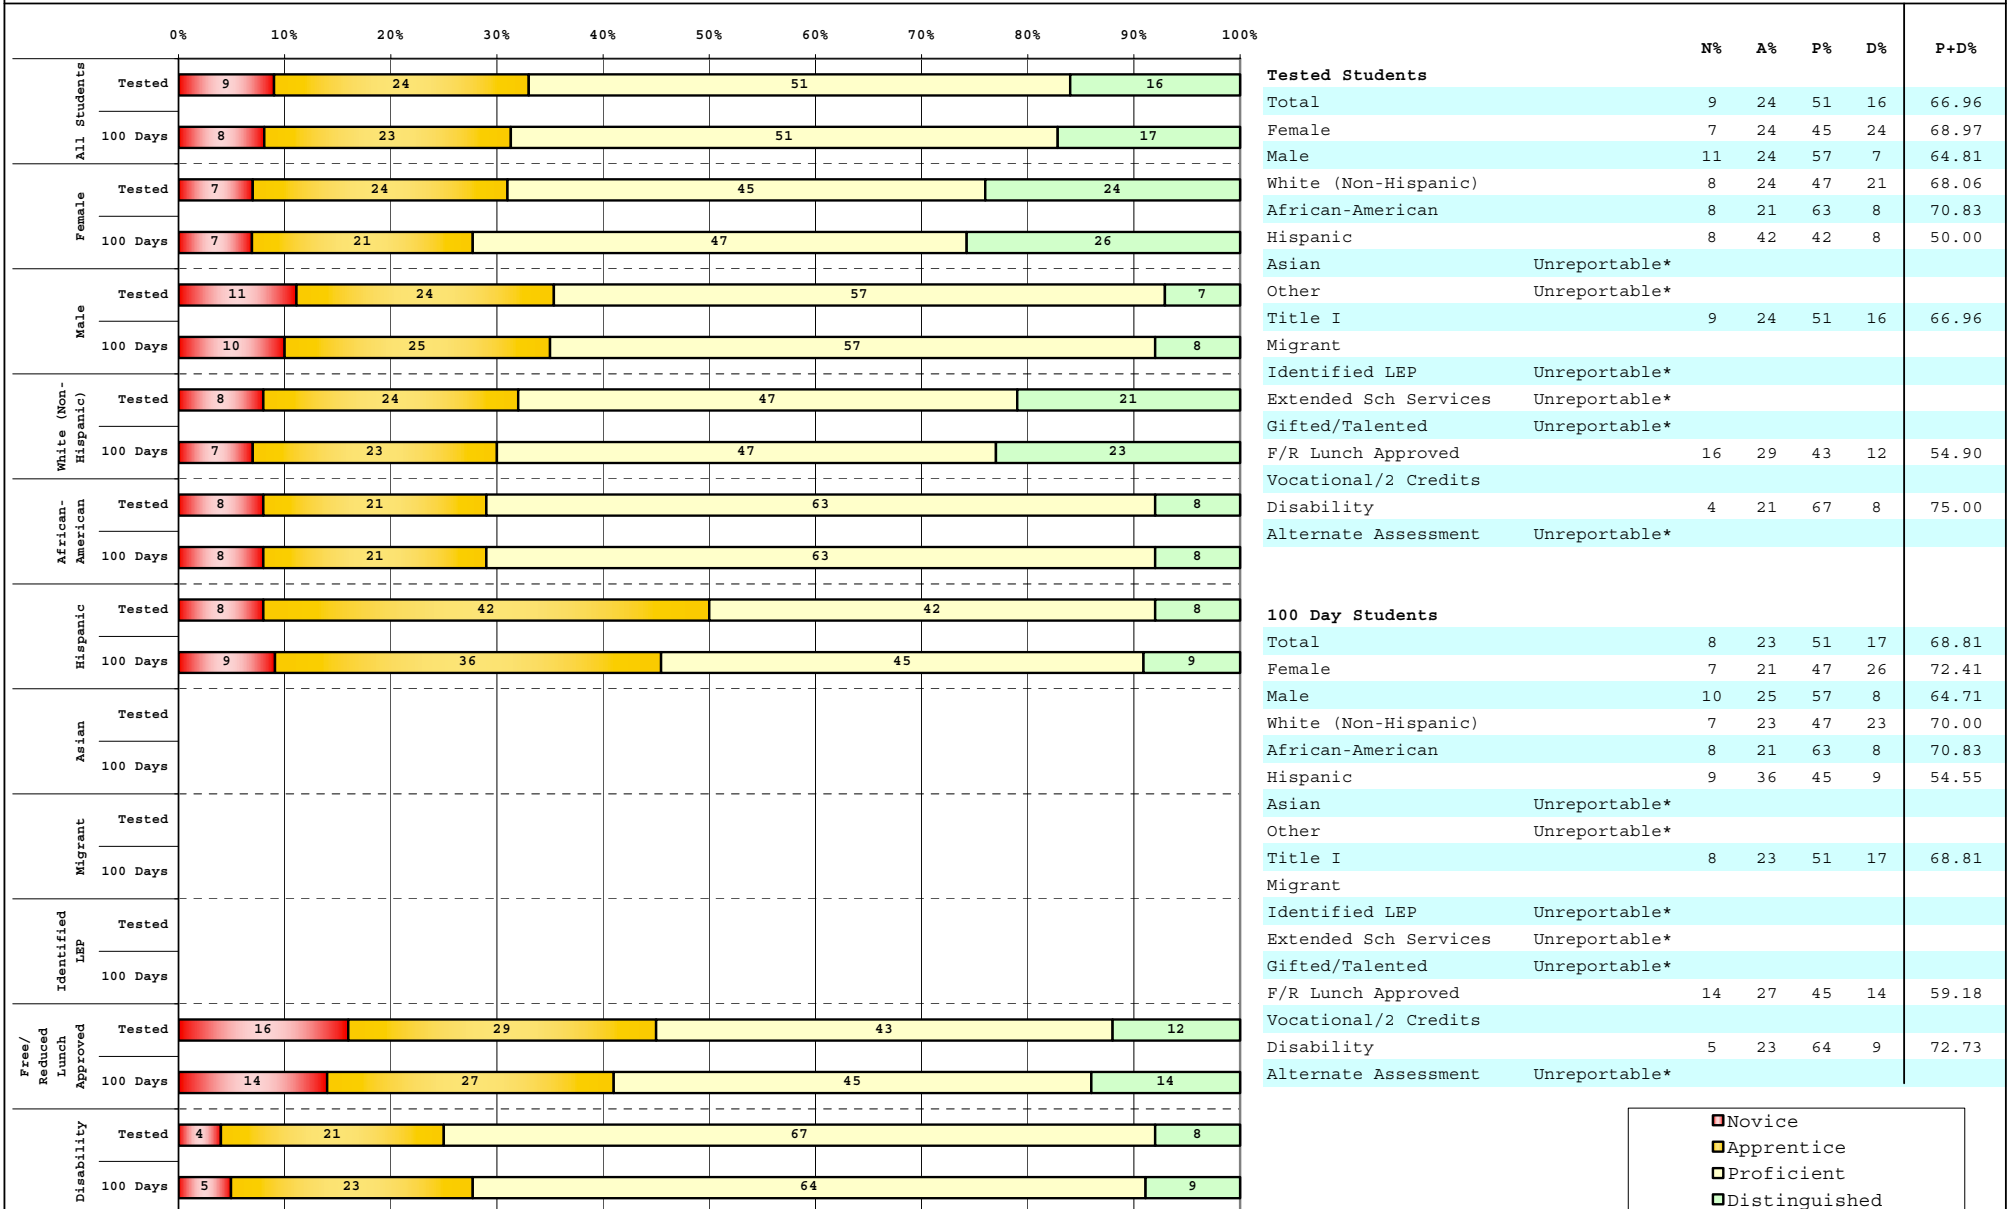 0% 10% 20% 30% 40% 50% 60% 70% 80% 90% 100%
All Students
Tested 9 24 51 16
100 Days 8 23 51 17
Female
Tested 7 24 45 24
100 Days 7 21 47 26
Male
Tested 11 24 57 7
100 Days 10 25 57 8
White (Non-
Hispanic)
Tested 8 24 47 21
100 Days 7 23 47 23
African-
American
Tested 8 21 63 8
100 Days 8 21 63 8
Hispanic
Tested 8 42 42 8
100 Days 9 36 45 9
Asian
Tested
100 Days
Migrant
Tested
100 Days
Identified
LEP
Tested
100 Days
Free/
Reduced
Lunch
Approved
Tested 16 29 43 12
100 Days 14 27 45 14
Disability
Tested 4 21 67 8
100 Days 5 23 64 9
N% A% P% D% P+D%
Tested Students
Total 9 24 51 16 66.96
Female 7 24 45 24 68.97
Male 11 24 57 7 64.81
White (Non-Hispanic) 8 24 47 21 68.06
African-American 8 21 63 8 70.83
Hispanic 8 42 42 8 50.00
Asian Unreportable*
Other Unreportable*
Title I 9 24 51 16 66.96
Migrant
Identified LEP Unreportable*
Extended Sch Services Unreportable*
Gifted/Talented Unreportable*
F/R Lunch Approved 16 29 43 12 54.90
Vocational/2 Credits
Disability 4 21 67 8 75.00
Alternate Assessment Unreportable*
100 Day Students
Total 8 23 51 17 68.81
Female 7 21 47 26 72.41
Male 10 25 57 8 64.71
White (Non-Hispanic) 7 23 47 23 70.00
African-American 8 21 63 8 70.83
Hispanic 9 36 45 9 54.55
Asian Unreportable*
Other Unreportable*
Title I 8 23 51 17 68.81
Migrant
Identified LEP Unreportable*
Extended Sch Services Unreportable*
Gifted/Talented Unreportable*
F/R Lunch Approved 14 27 45 14 59.18
Vocational/2 Credits
Disability 5 23 64 9 72.73
Alternate Assessment Unreportable*
Novice
Apprentice
Proficient
Distinguished